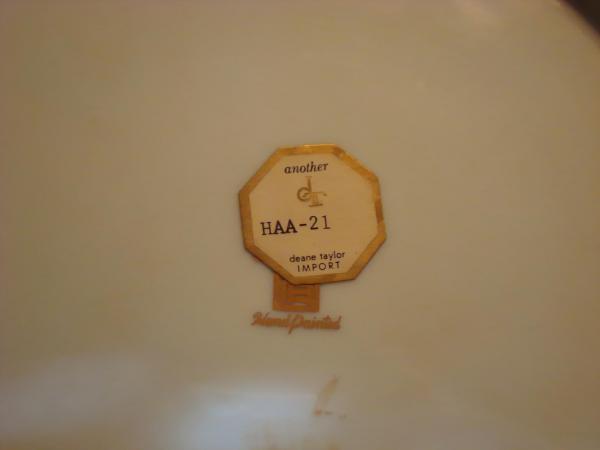 another
dT
HAA-21
deane taylor
IMPORT
Hand Painted